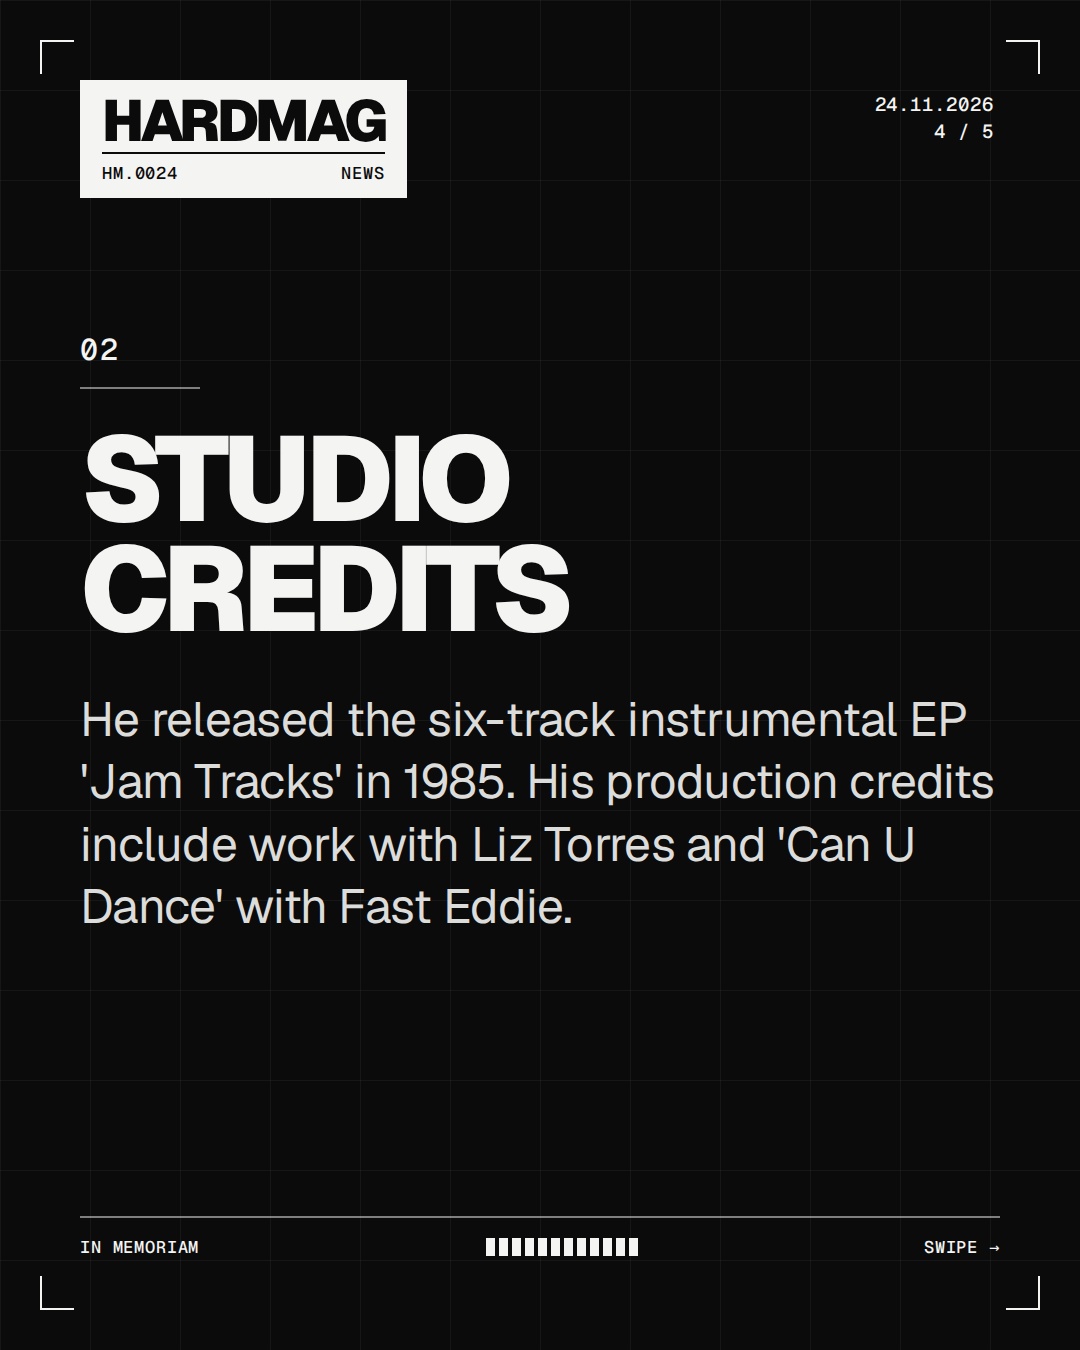 HARDMAG
HM.0024 NEWS
24.11.2026
4 / 5
02
STUDIO
CREDITS
He released the six-track instrumental EP
'Jam Tracks' in 1985. His production credits
include work with Liz Torres and 'Can U
Dance' with Fast Eddie.
IN MEMORIAM
SWIPE →